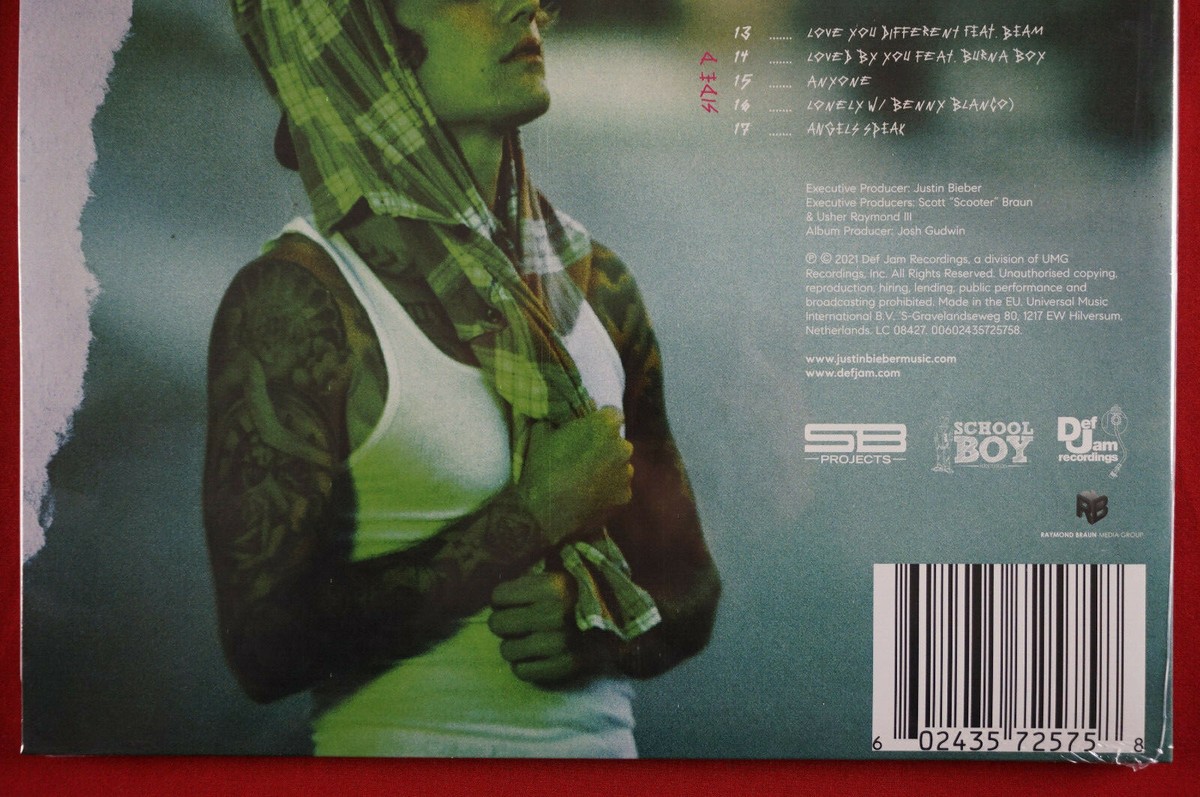 13 ....... LOVE YOU DIFFERENT FEAT. BEAM
14 ....... LOVED BY YOU FEAT. BURNA BOY
15 ....... ANYONE
16 ....... LONELY W/ BENNY BLANCO)
17 ....... ANGELS SPEAK
SIDE D
Executive Producer: Justin Bieber
Executive Producers: Scott "Scooter" Braun
& Usher Raymond III
Album Producer: Josh Gudwin
℗ © 2021 Def Jam Recordings, a division of UMG
Recordings, Inc. All Rights Reserved. Unauthorised copying,
reproduction, hiring, lending, public performance and
broadcasting prohibited. Made in the EU. Universal Music
International B.V. 'S-Gravelandseweg 80, 1217 EW Hilversum,
Netherlands. LC 08427. 00602435725758.
www.justinbiebermusic.com
www.defjam.com
SB
PROJECTS
SCHOOL
BOY
Def
Jam
recordings
RB
RAYMOND BRAUN MEDIA GROUP
6 02435 72575 8